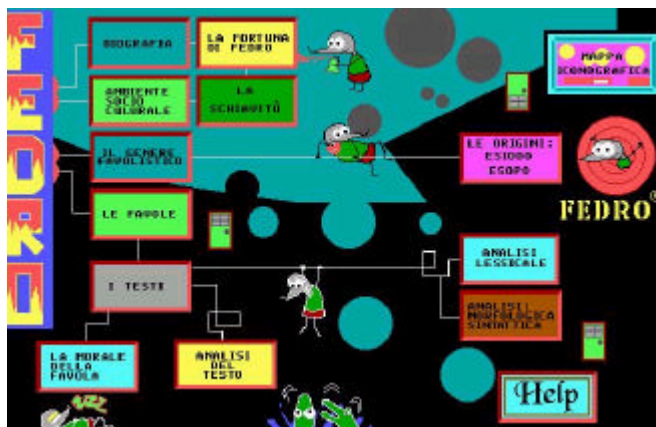 FEDRO
BIOGRAFIA
LA FORTUNA
DI FEDRO
AMBIENTE
SOCIO
CULURALE
LA
SCHIAVITÙ
MAPPA
ICONOGRAFICA
IL GENERE
FAVOLISTICO
LE ORIGINI:
ESIODO
ESOPO
LE FAVOLE
FEDRO
I TESTI
ANALISI
LESSICALE
ANALISI:
MORFOLOGICA
SINTATTICA
LA MORALE
DELLA
FAVOLA
ANALISI
DEL
TESTO
Help